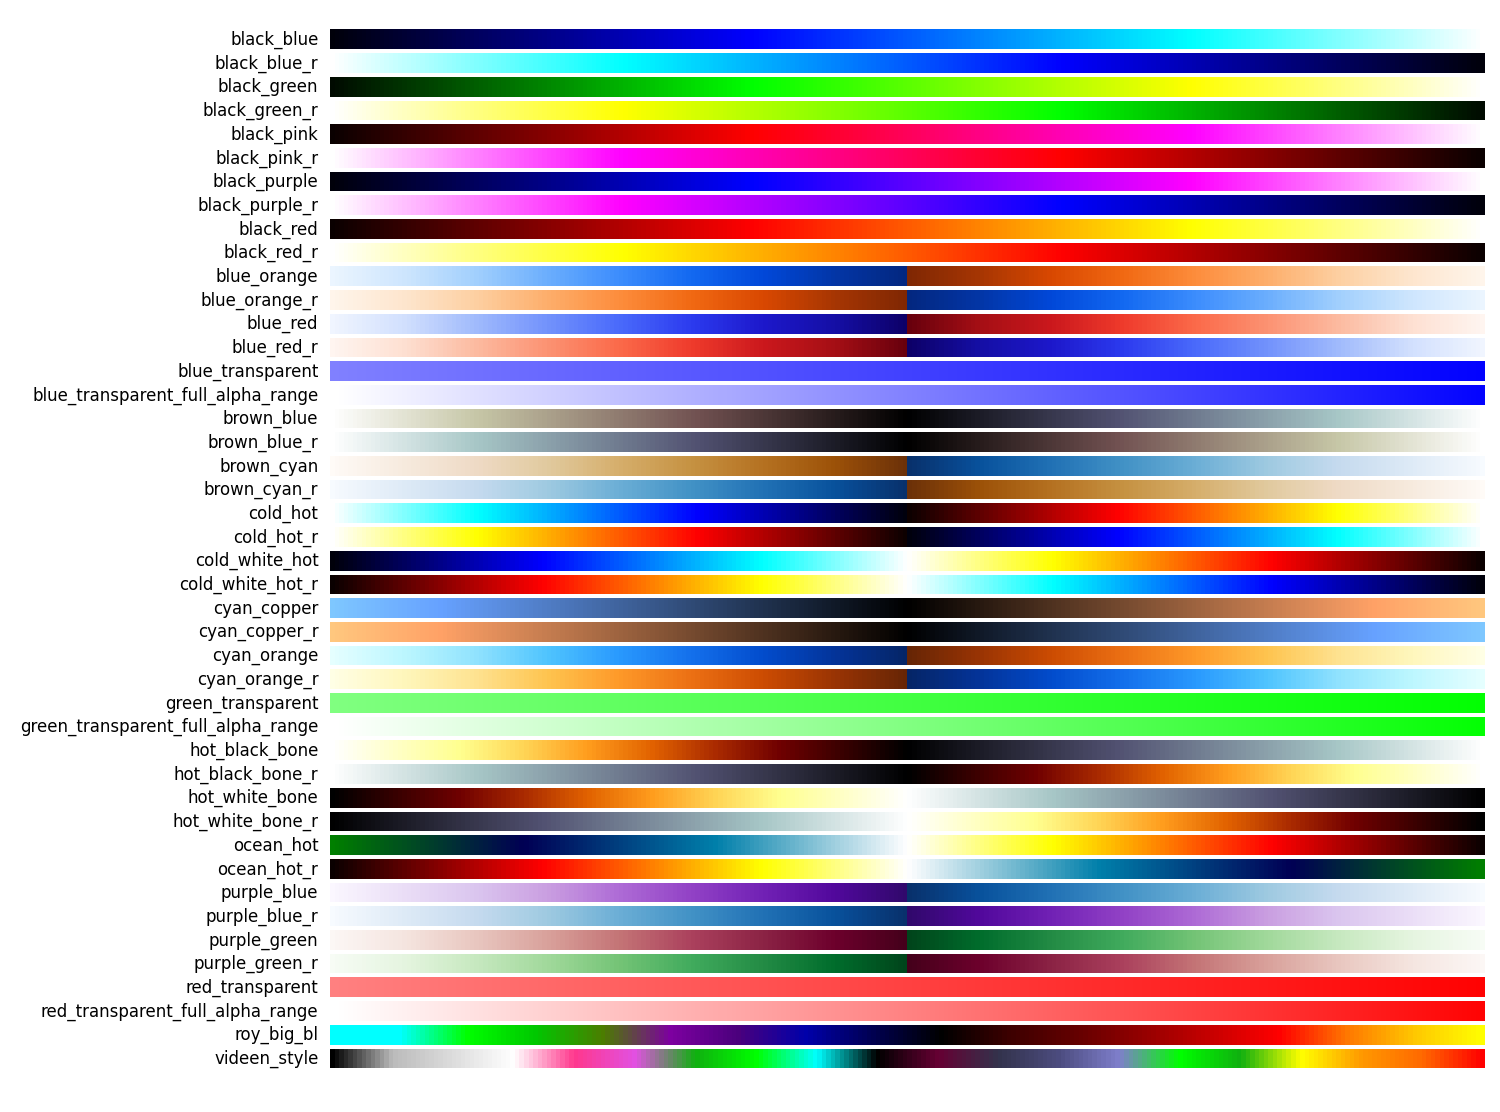 black_blue
black_blue_r
black_green
black_green_r
black_pink
black_pink_r
black_purple
black_purple_r
black_red
black_red_r
blue_orange
blue_orange_r
blue_red
blue_red_r
blue_transparent
blue_transparent_full_alpha_range
brown_blue
brown_blue_r
brown_cyan
brown_cyan_r
cold_hot
cold_hot_r
cold_white_hot
cold_white_hot_r
cyan_copper
cyan_copper_r
cyan_orange
cyan_orange_r
green_transparent
green_transparent_full_alpha_range
hot_black_bone
hot_black_bone_r
hot_white_bone
hot_white_bone_r
ocean_hot
ocean_hot_r
purple_blue
purple_blue_r
purple_green
purple_green_r
red_transparent
red_transparent_full_alpha_range
roy_big_bl
videen_style